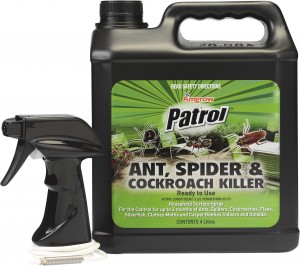 READ SAFETY DIRECTIONS
Amgrow
Patrol
ANT, SPIDER &
COCKROACH KILLER
Ready to Use
Household Surface Spray
For the Control for up to 3 months of Ants, Spiders, Cockroaches, Fleas,
Silverfish, Clothes Moths and Carpet Beetles Indoors and Outside.
CONTENTS 4 Litres